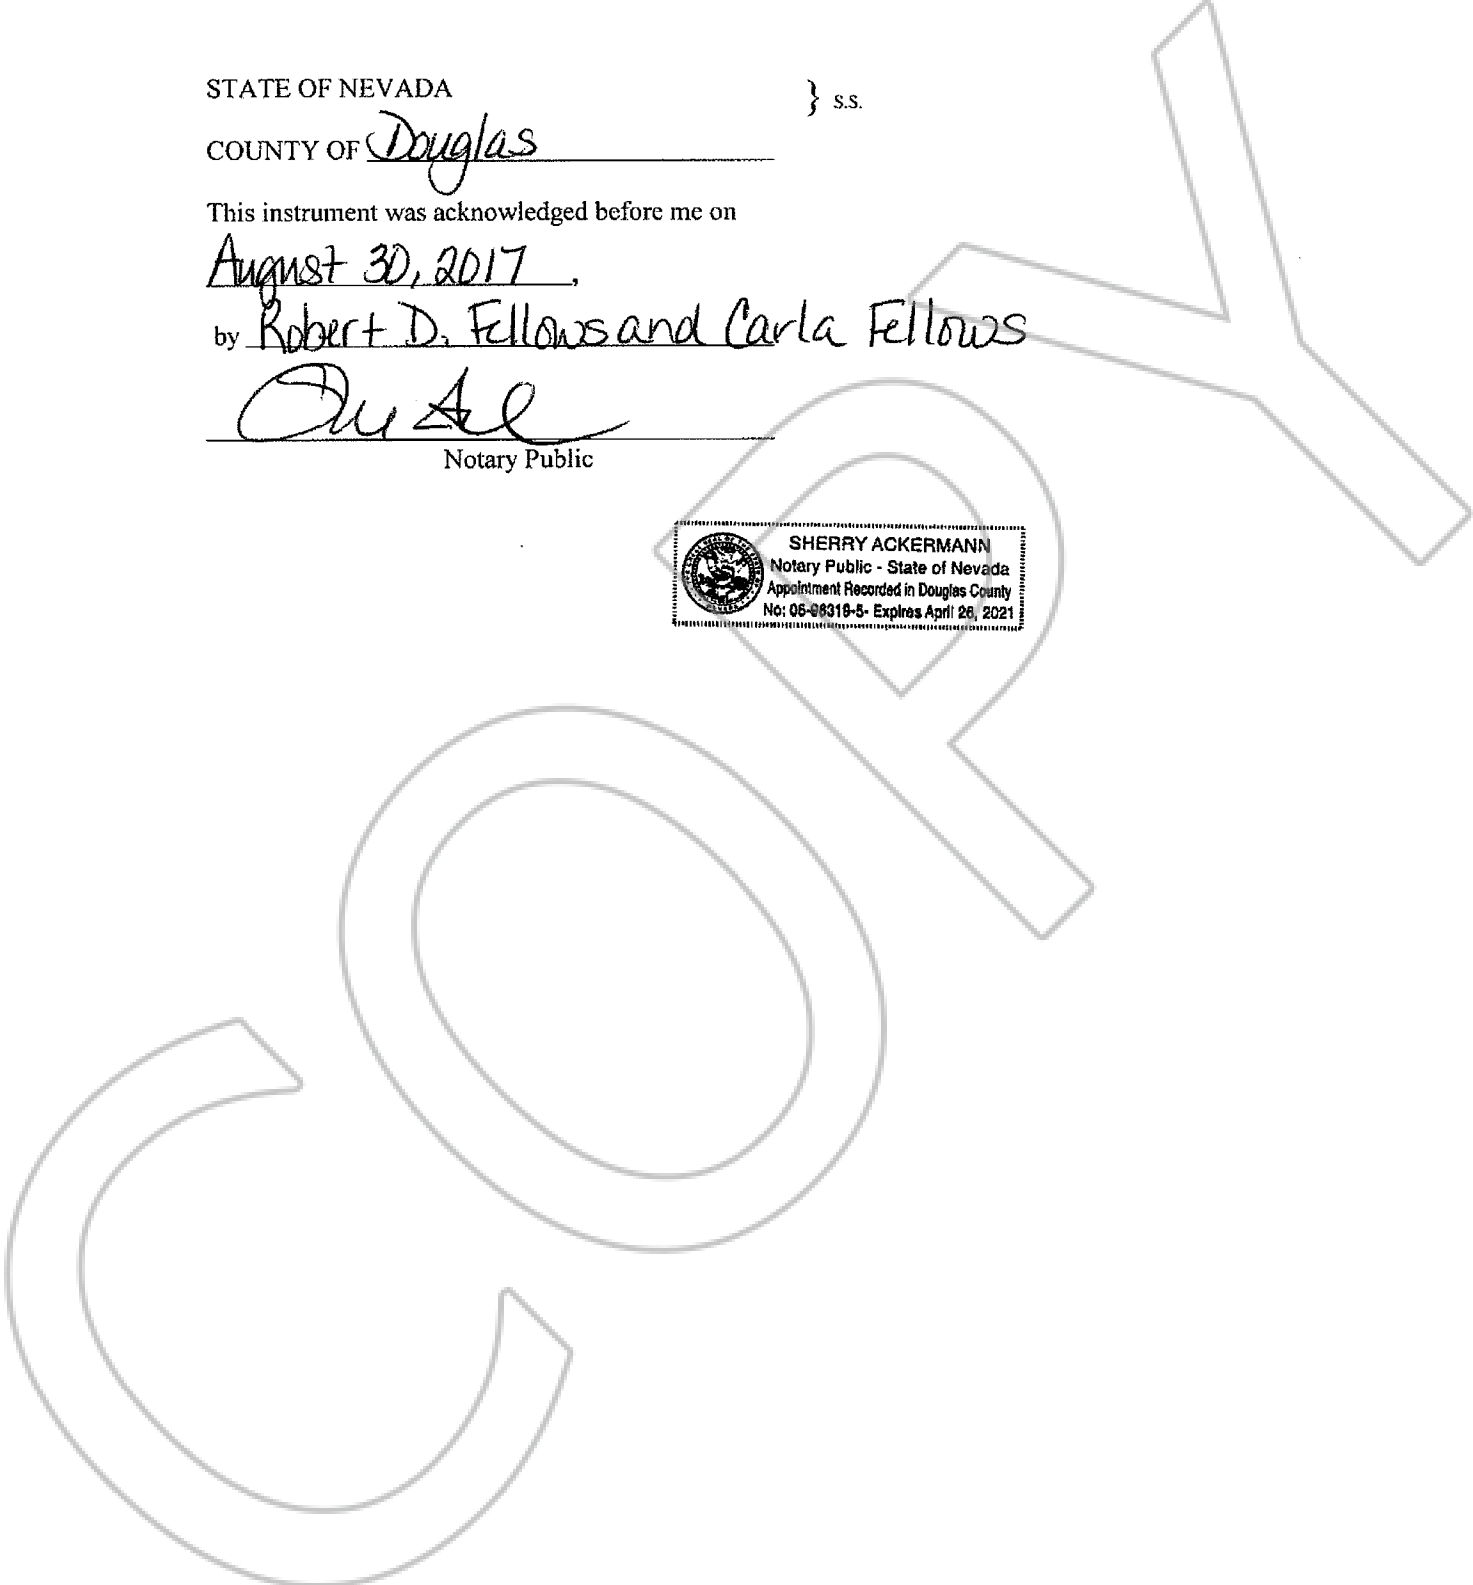 STATE OF NEVADA } s.s.
COUNTY OF Douglas
This instrument was acknowledged before me on
August 30, 2017,
by Robert D. Fellows and Carla Fellows
Notary Public
SHERRY ACKERMANN
Notary Public - State of Nevada
Appointment Recorded in Douglas County
No: Expires April 26, 2021
COPY